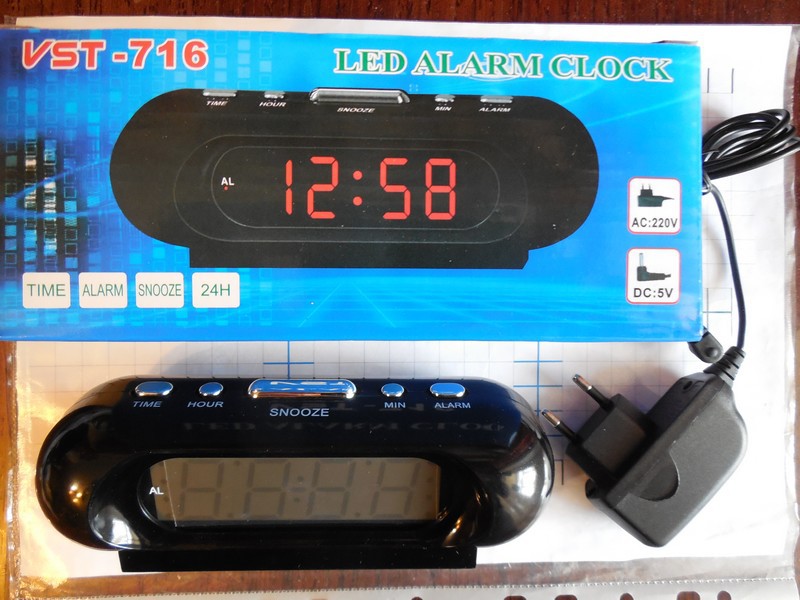 VST -716
LED ALARM CLOCK
TIME HOUR SNOOZE MIN ALARM
AL
12:58
AC:220V
DC:5V
TIME ALARM SNOOZE 24H
TIME HOUR SNOOZE MIN ALARM
AL